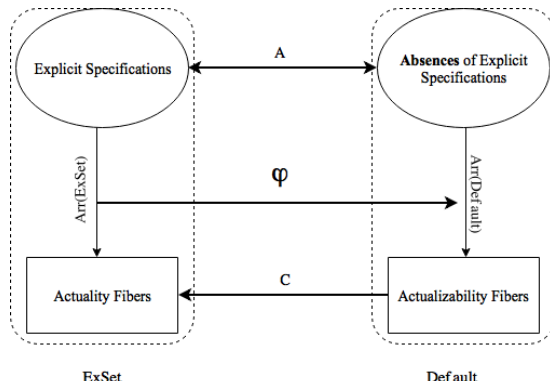 Explicit Specifications
A
Absences of Explicit
Specifications
Arr(ExSet)
φ
Arr(Default)
Actuality Fibers
C
Actualizability Fibers
ExSet
Default